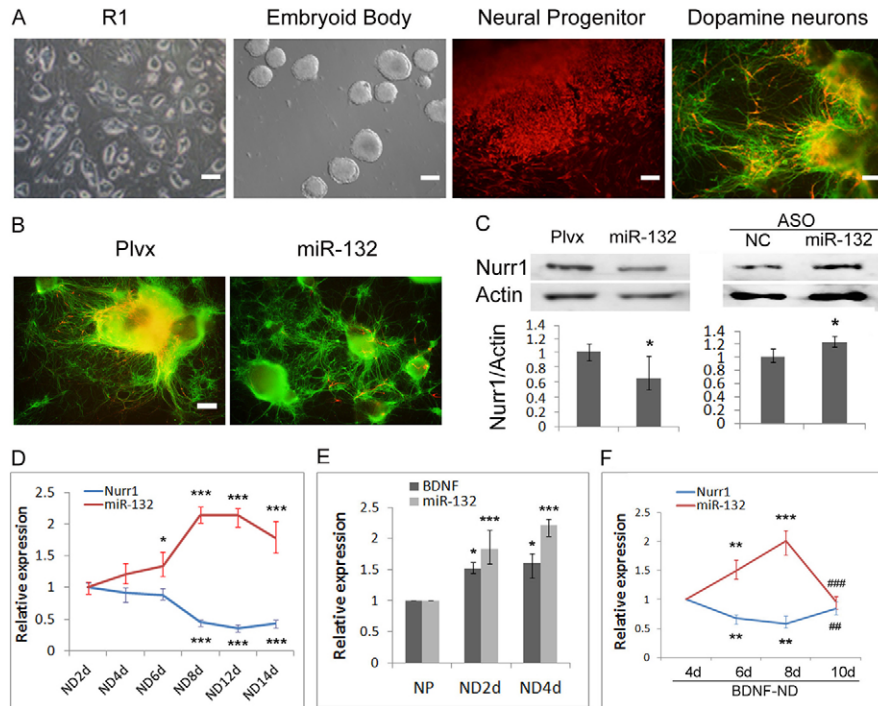 A
R1
Embryoid Body
Neural Progenitor
Dopamine neurons
B
Plvx
miR-132
C
ASO
Plvx
miR-132
NC
miR-132
Nurr1
Actin
Nurr1/Actin
1.4
1.2
1
0.8
0.6
0.4
0.2
0
*
1.4
1.2
1
0.8
0.6
0.4
0.2
0
*
D
Nurr1
miR-132
Relative expression
2.5
2
1.5
1
0.5
0
* *** *** ***
*** *** ***
ND2d ND4d ND6d ND8d ND12d ND14d
E
BDNF
miR-132
Relative expression
2.5
2
1.5
1
0.5
0
* *** * ***
NP ND2d ND4d
F
Nurr1
miR-132
Relative expression
2.5
2
1.5
1
0.5
0
** *** ###
** ** ##
4d 6d 8d 10d
BDNF-ND